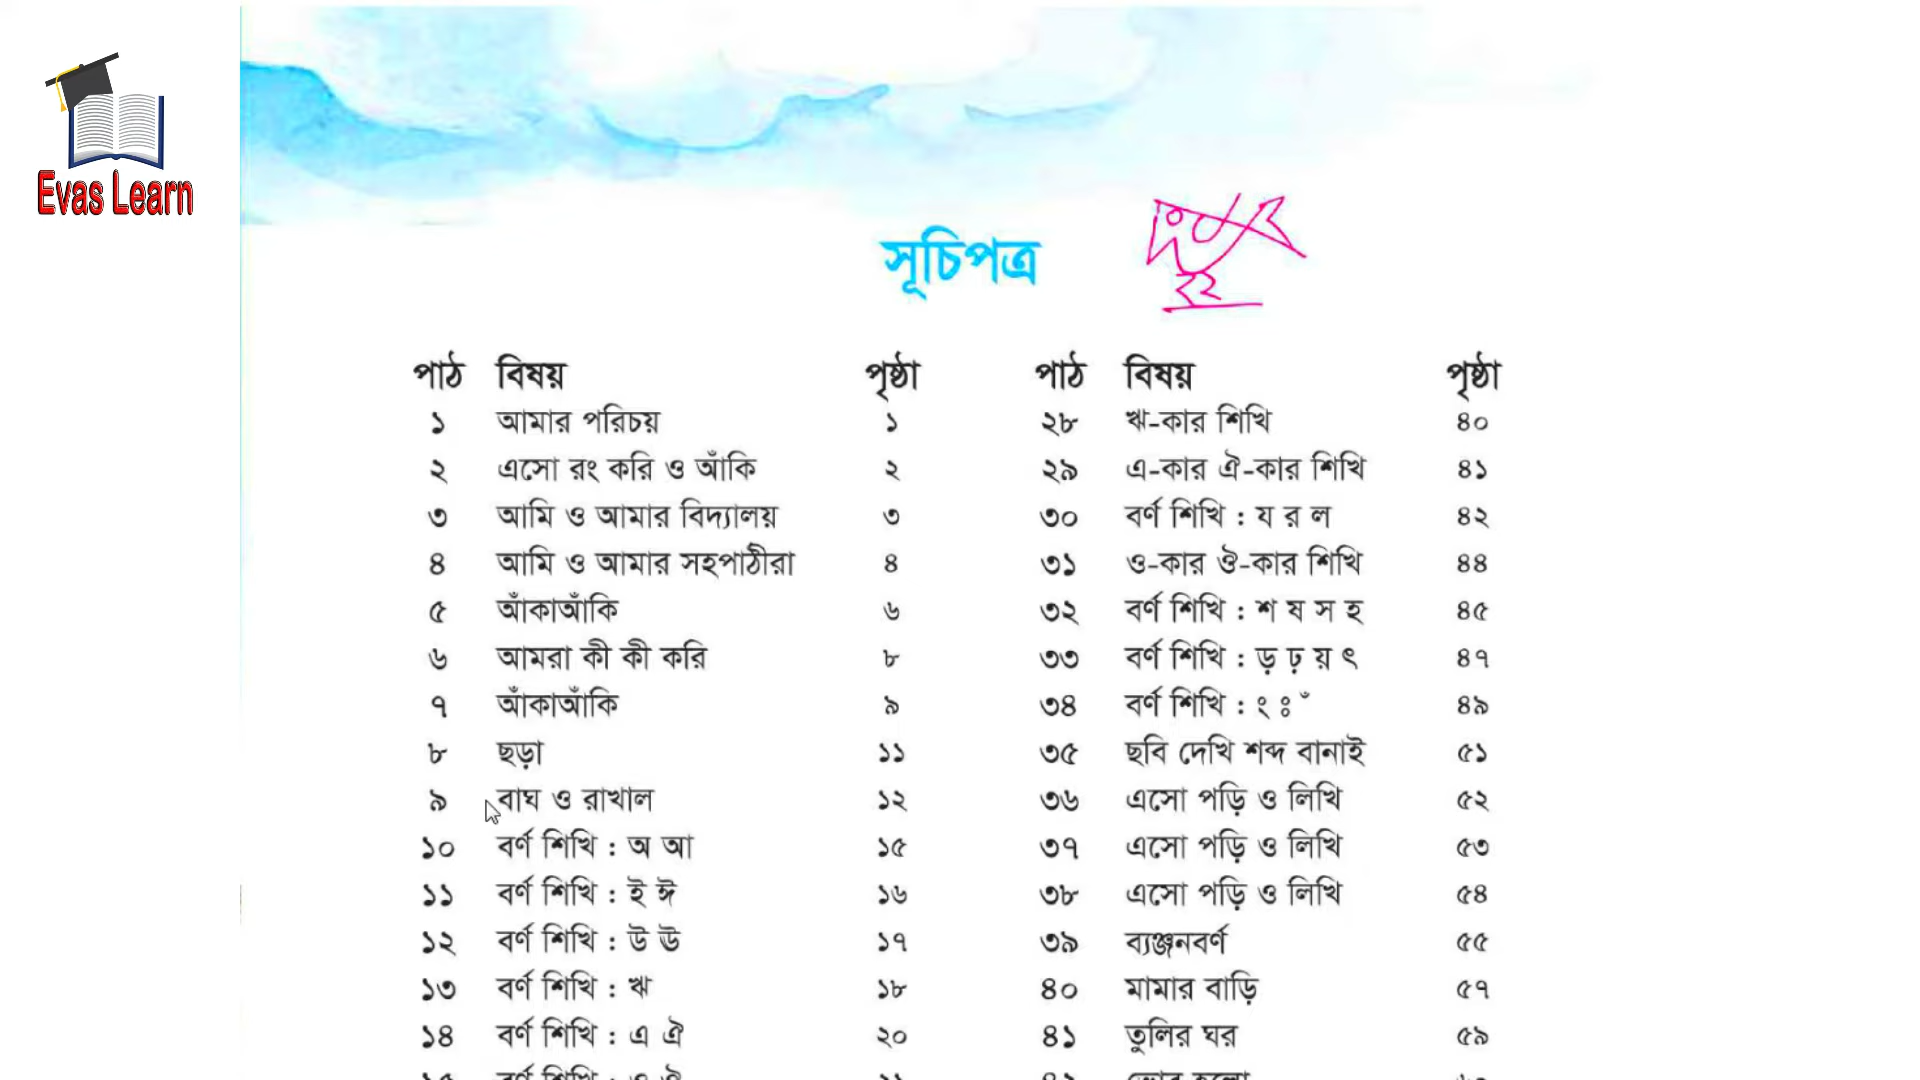 Evas Learn
সূচিপত্র
২২
পাঠ বিষয় পৃষ্ঠা
১ আমার পরিচয় ১
২ এসো রং করি ও আঁকি ২
৩ আমি ও আমার বিদ্যালয় ৩
৪ আমি ও আমার সহপাঠীরা ৪
৫ আঁকাআঁকি ৬
৬ আমরা কী কী করি ৮
৭ আঁকাআঁকি ৯
৮ ছড়া ১১
৯ বাঘ ও রাখাল ১২
১০ বর্ণ শিখি : অ আ ১৫
১১ বর্ণ শিখি : ই ঈ ১৬
১২ বর্ণ শিখি : উ ঊ ১৭
১৩ বর্ণ শিখি : ঋ ১৮
১৪ বর্ণ শিখি : এ ঐ ২০
পাঠ বিষয় পৃষ্ঠা
২৮ ঋ-কার শিখি ৪০
২৯ এ-কার ঐ-কার শিখি ৪১
৩০ বর্ণ শিখি : য র ল ৪২
৩১ ও-কার ঔ-কার শিখি ৪৪
৩২ বর্ণ শিখি : শ ষ স হ ৪৫
৩৩ বর্ণ শিখি : ড় ঢ় য় ৎ ৪৭
৩৪ বর্ণ শিখি : ং ঃ ঁ ৪৯
৩৫ ছবি দেখি শব্দ বানাই ৫১
৩৬ এসো পড়ি ও লিখি ৫২
৩৭ এসো পড়ি ও লিখি ৫৩
৩৮ এসো পড়ি ও লিখি ৫৪
৩৯ ব্যঞ্জনবর্ণ ৫৫
৪০ মামার বাড়ি ৫৭
৪১ তুলির ঘর ৫৯